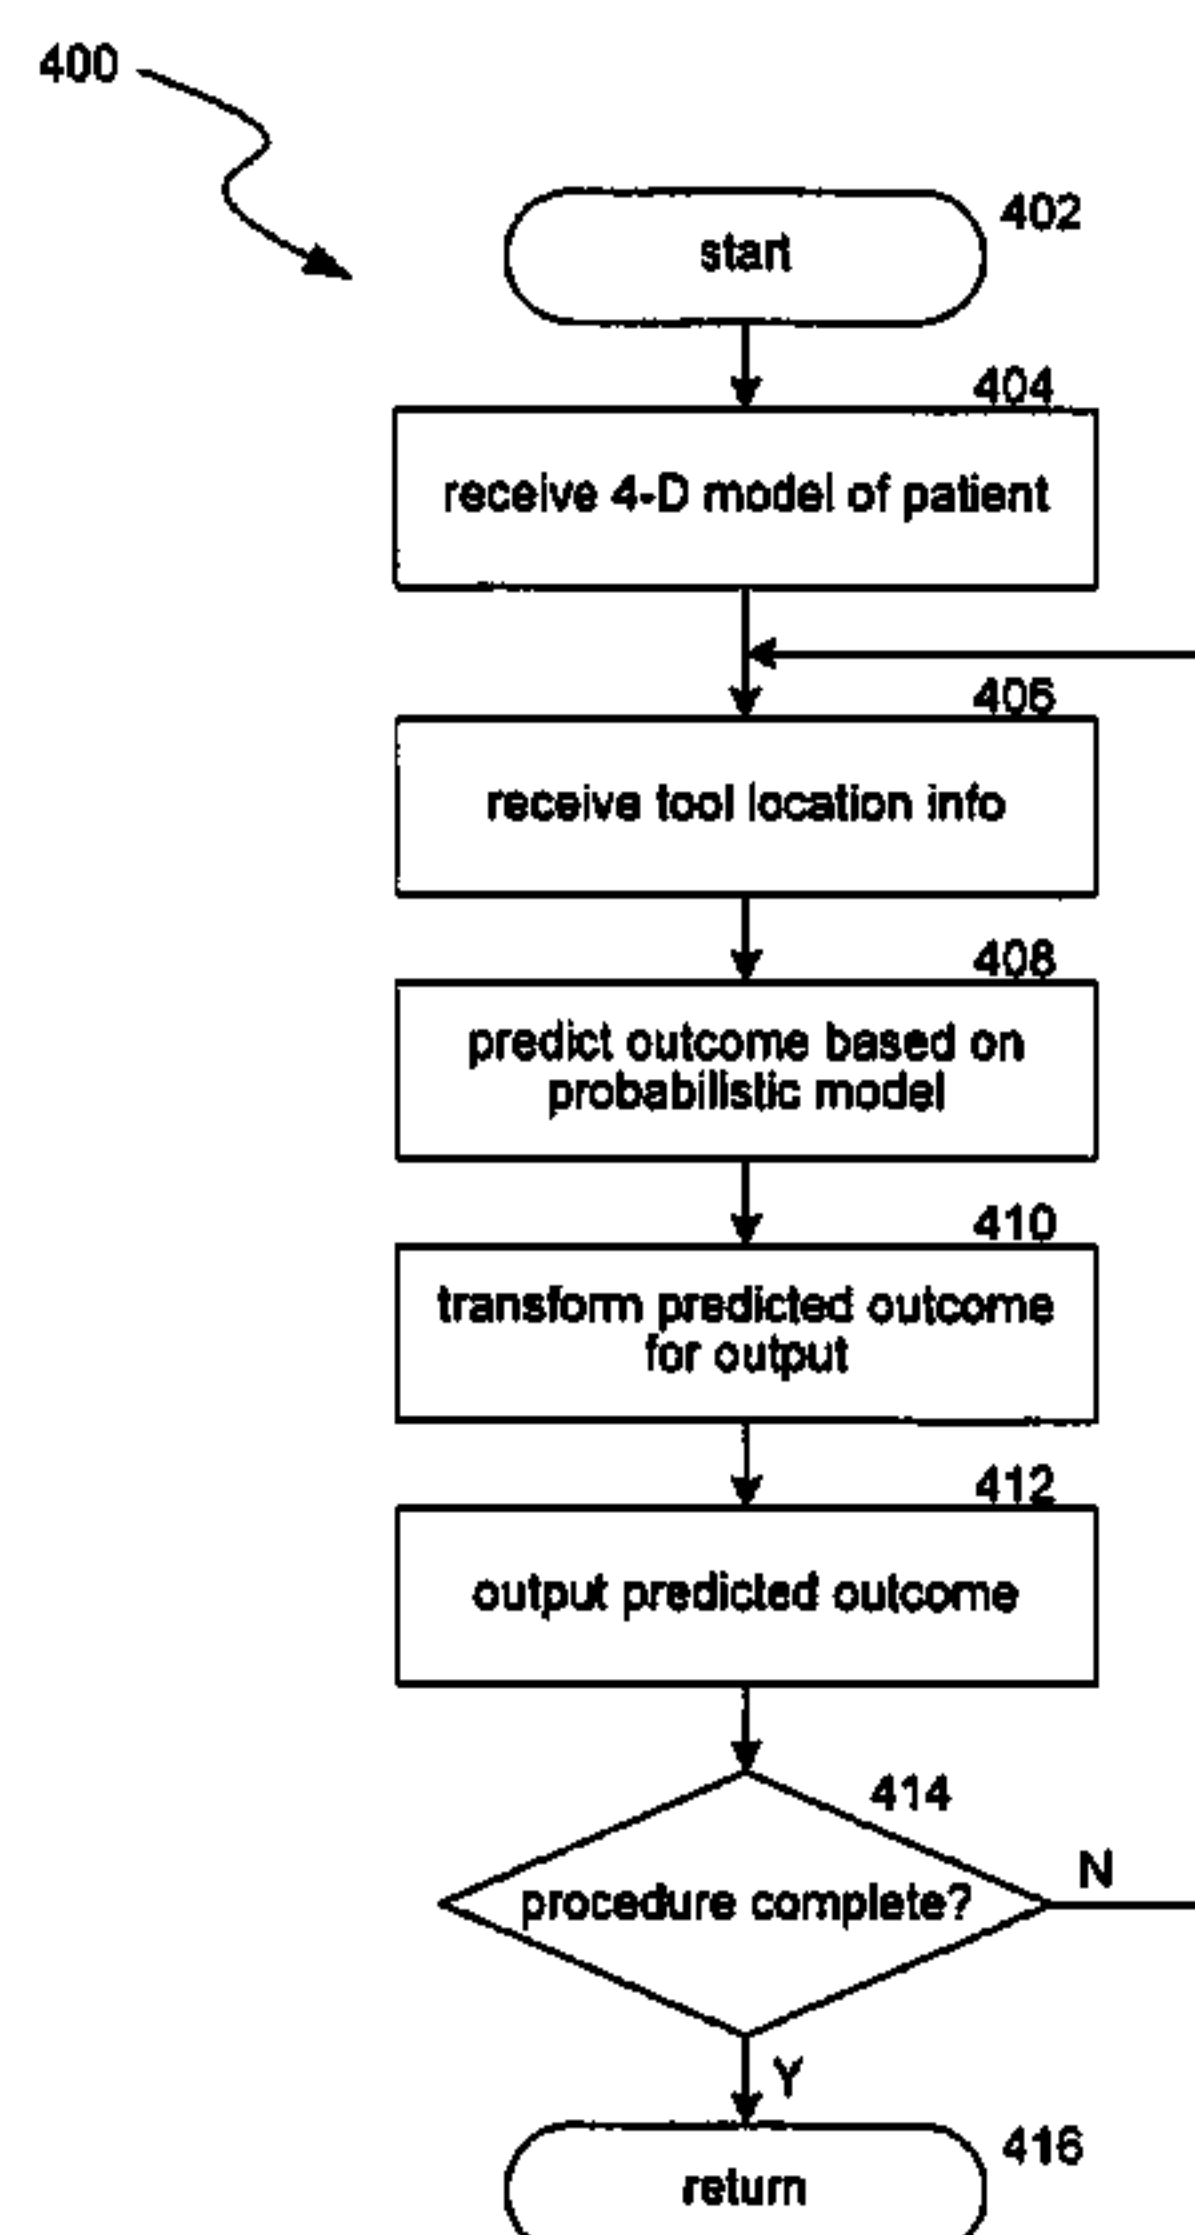 400
402
start
404
receive 4-D model of patient
406
receive tool location info
408
predict outcome based on
probabilistic model
410
transform predicted outcome
for output
412
output predicted outcome
414
procedure complete?
N
Y
416
return